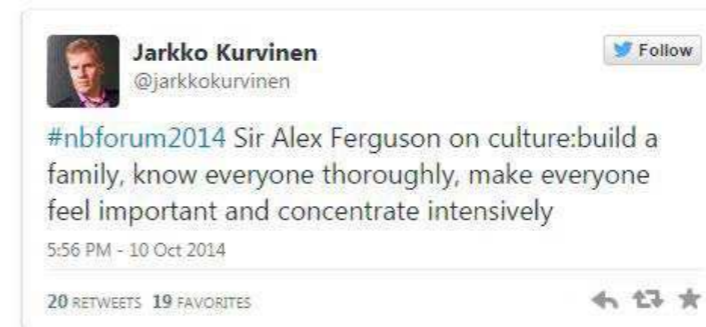 Jarkko Kurvinen
Follow
@jarkkokurvinen
#nbforum2014 Sir Alex Ferguson on culture:build a
family, know everyone thoroughly, make everyone
feel important and concentrate intensively
5:56 PM - 10 Oct 2014
20 RETWEETS 19 FAVORITES